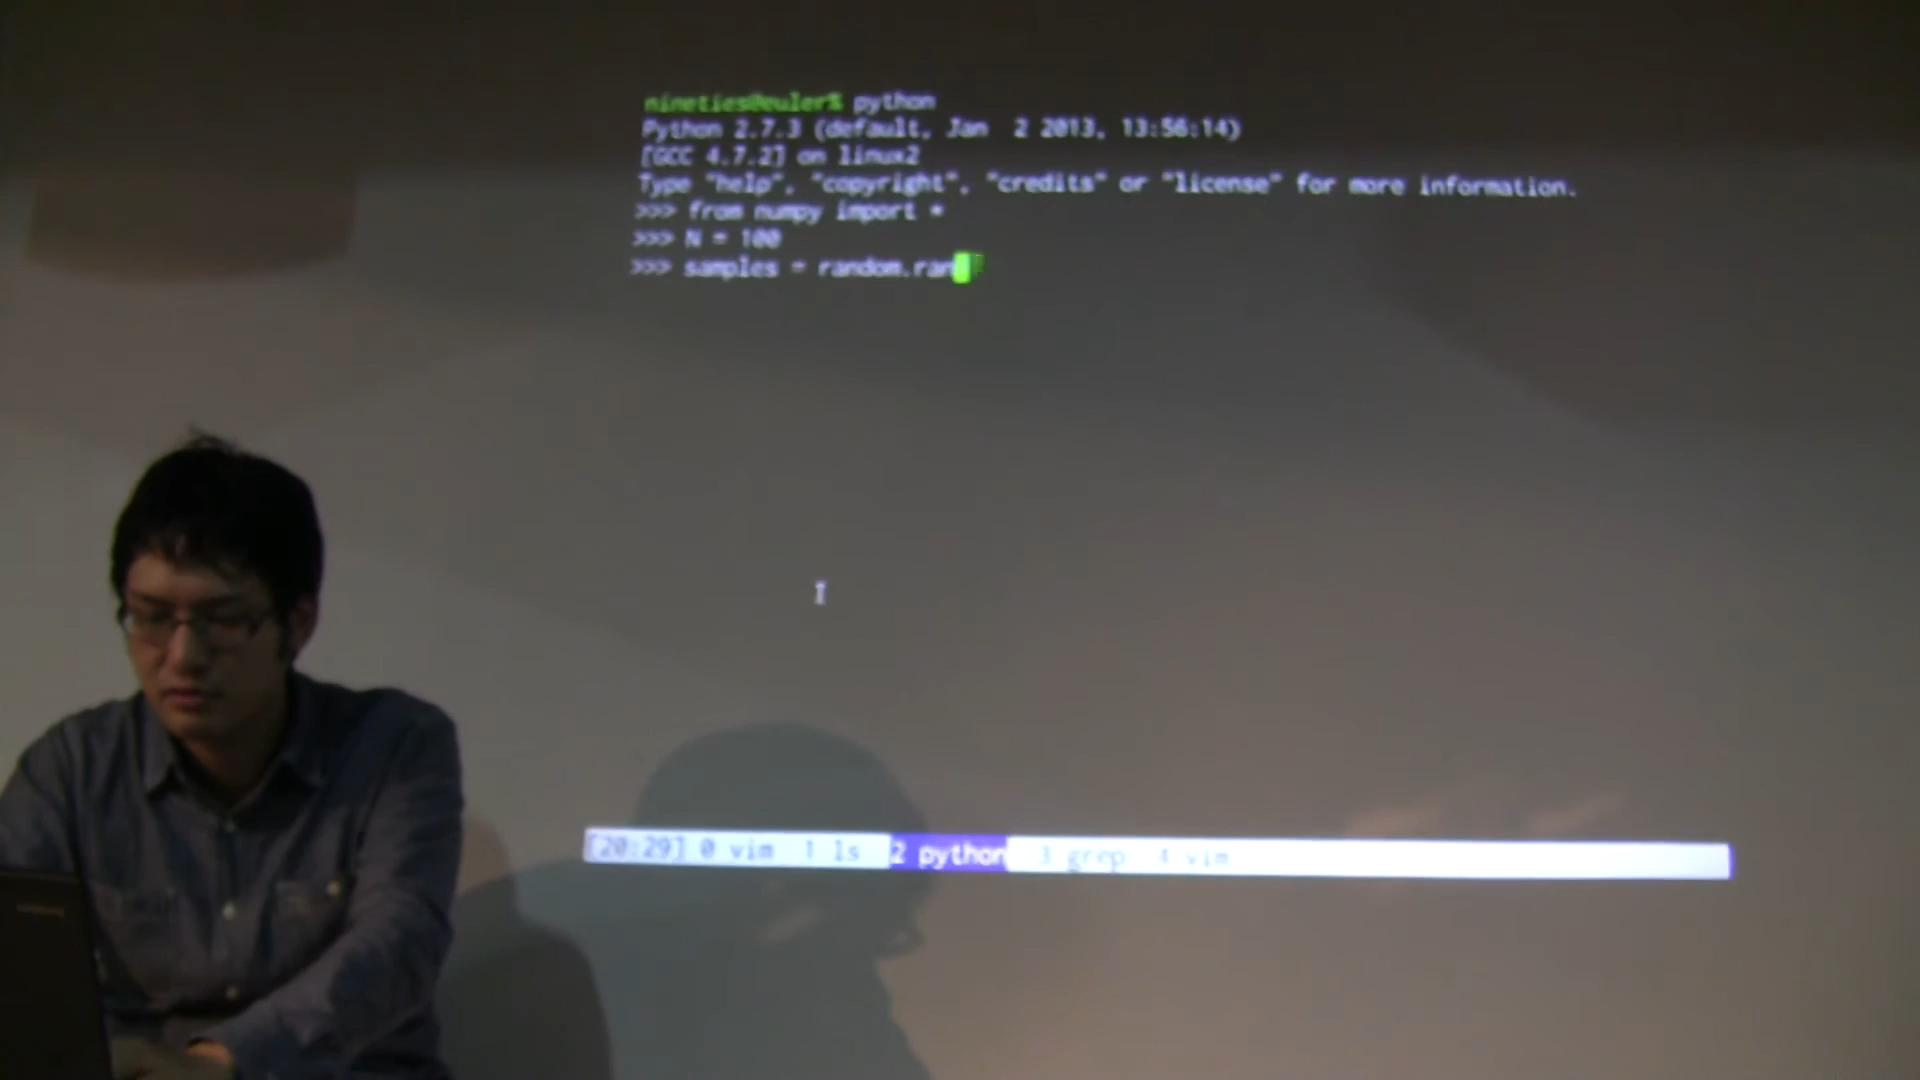 nineties@euler% python
Python 2.7.3 (default, Jan  2 2013, 13:56:14)
[GCC 4.7.2] on linux2
Type "help", "copyright", "credits" or "license" for more information.
>>> from numpy import *
>>> N = 100
>>> samples = random.ran
[20:29] 0 vim  1 ls  2 python  3 grep  4 vim